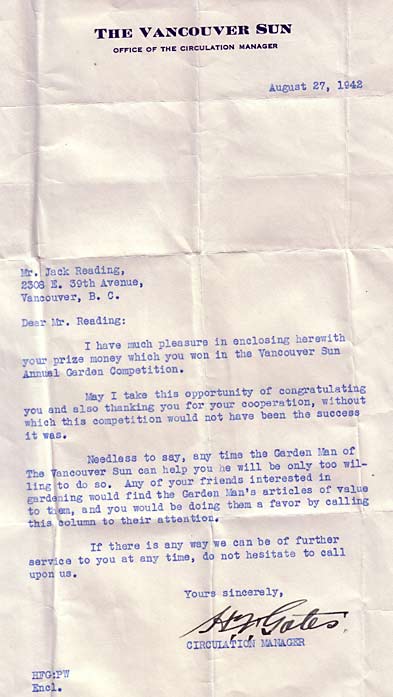 THE VANCOUVER SUN
OFFICE OF THE CIRCULATION MANAGER
August 27, 1942
Mr. Jack Reading,
2308 E. 39th Avenue,
Vancouver, B. C.
Dear Mr. Reading:
I have much pleasure in enclosing herewith
your prize money which you won in the Vancouver Sun
Annual Garden Competition.
May I take this opportunity of congratulating
you and also thanking you for your cooperation, without
which this competition would not have been the success
it was.
Needless to say, any time the Garden Man of
The Vancouver Sun can help you he will be only too wil-
ling to do so. Any of your friends interested in
gardening would find the Garden Man's articles of value
to them, and you would be doing them a favor by calling
this column to their attention.
If there is any way we can be of further
service to you at any time, do not hesitate to call
upon us.
Yours sincerely,
H. F. Gates.
CIRCULATION MANAGER
HFG:PW
Encl.